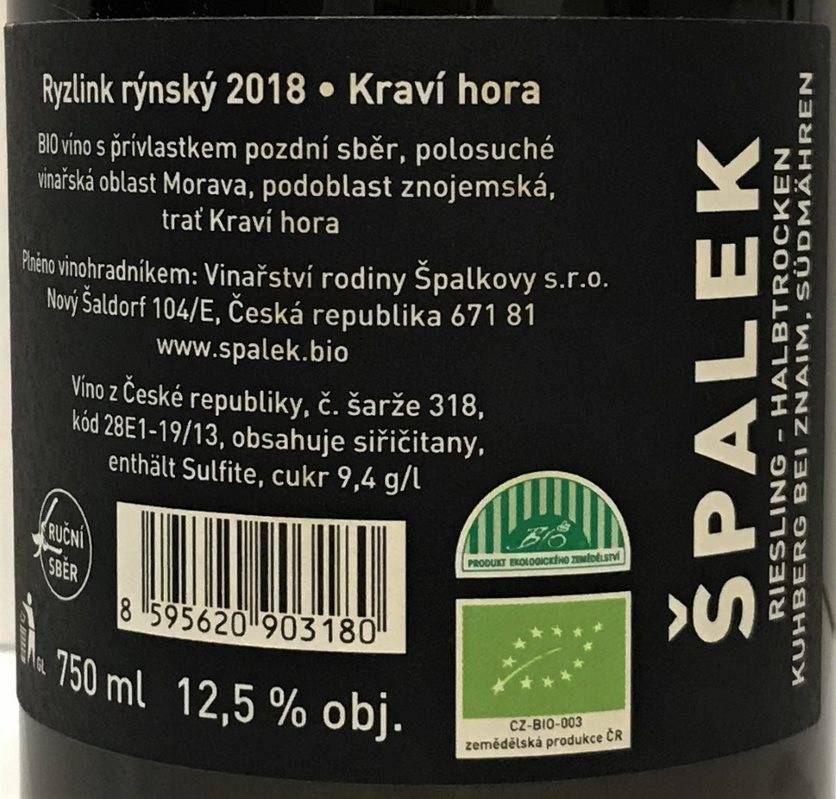 Ryzlink rýnský 2018 • Kraví hora
BIO víno s přívlastkem pozdní sběr, polosuché
vinařská oblast Morava, podoblast znojemská,
trať Kraví hora
Plněno vinohradníkem: Vinařství rodiny Špalkovy s.r.o.
Nový Šaldorf 104/E, Česká republika 671 81
www.spalek.bio
Víno z České republiky, č. šarže 318,
kód 28E1-19/13, obsahuje siřičitany,
enthält Sulfite, cukr 9,4 g/l
RUČNÍ
SBĚR
8 595620 903180
GL
750 ml 12,5 % obj.
BIO
PRODUKT EKOLOGICKÉHO ZEMĚDĚLSTVÍ
CZ-BIO-003
zemědělská produkce ČR
ŠPALEK
RIESLING - HALBTROCKEN
KUHBERG BEI ZNAIM, SÜDMÄHREN